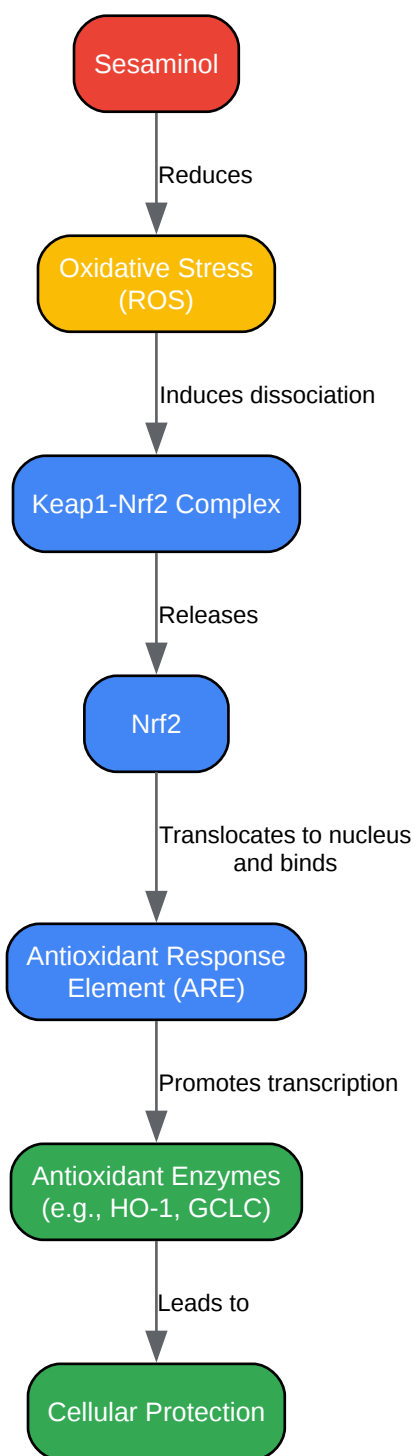 Sesaminol
Reduces
Oxidative Stress
(ROS)
Induces dissociation
Keap1-Nrf2 Complex
Releases
Nrf2
Translocates to nucleus
and binds
Antioxidant Response
Element (ARE)
Promotes transcription
Antioxidant Enzymes
(e.g., HO-1, GCLC)
Leads to
Cellular Protection